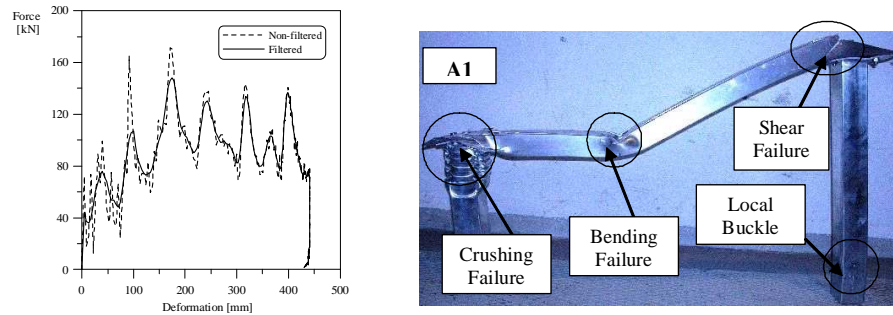 Force
[kN]
200
160
120
80
40
0
Non-filtered
Filtered
0
100
200
300
400
500
Deformation [mm]
A1
Shear
Failure
Local
Buckle
Crushing
Failure
Bending
Failure